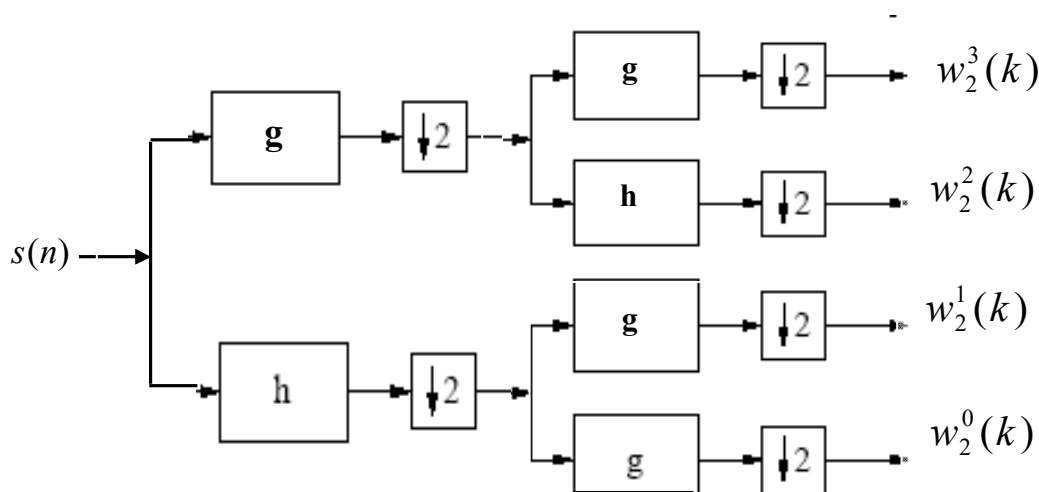 g
↓2
g
↓2
w_2^3(k)
h
↓2
w_2^2(k)
s(n)
h
↓2
g
↓2
w_2^1(k)
g
↓2
w_2^0(k)